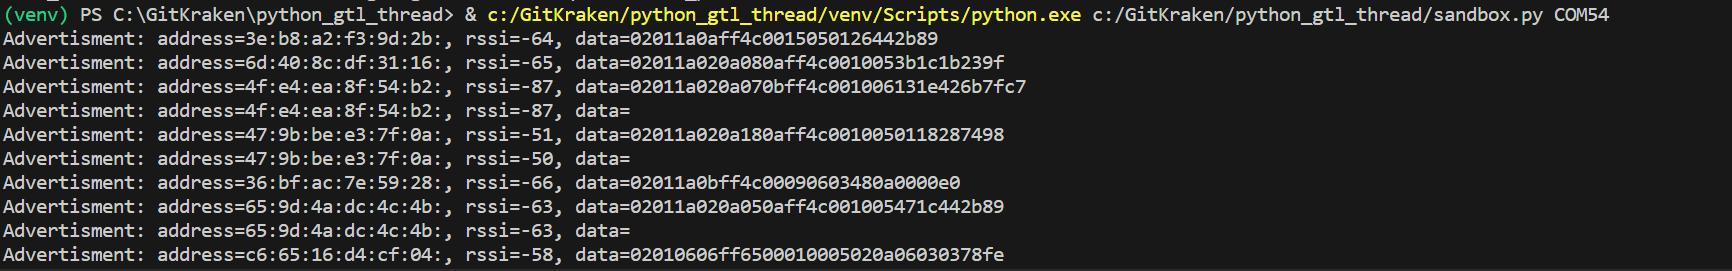 (venv) PS C:\GitKraken\python_gtl_thread> & c:/GitKraken/python_gtl_thread/venv/Scripts/python.exe c:/GitKraken/python_gtl_thread/sandbox.py COM54
Advertisment: address=3e:b8:a2:f3:9d:2b:, rssi=-64, data=02011a0aff4c0015050126442b89
Advertisment: address=6d:40:8c:df:31:16:, rssi=-65, data=02011a020a080aff4c0010053b1c1b239f
Advertisment: address=4f:e4:ea:8f:54:b2:, rssi=-87, data=02011a020a070bff4c001006131e426b7fc7
Advertisment: address=4f:e4:ea:8f:54:b2:, rssi=-87, data=
Advertisment: address=47:9b:be:e3:7f:0a:, rssi=-51, data=02011a020a180aff4c0010050118287498
Advertisment: address=47:9b:be:e3:7f:0a:, rssi=-50, data=
Advertisment: address=36:bf:ac:7e:59:28:, rssi=-66, data=02011a0bff4c00090603480a0000e0
Advertisment: address=65:9d:4a:dc:4c:4b:, rssi=-63, data=02011a020a050aff4c001005471c442b89
Advertisment: address=65:9d:4a:dc:4c:4b:, rssi=-63, data=
Advertisment: address=c6:65:16:d4:cf:04:, rssi=-58, data=02010606ff6500010005020a06030378fe